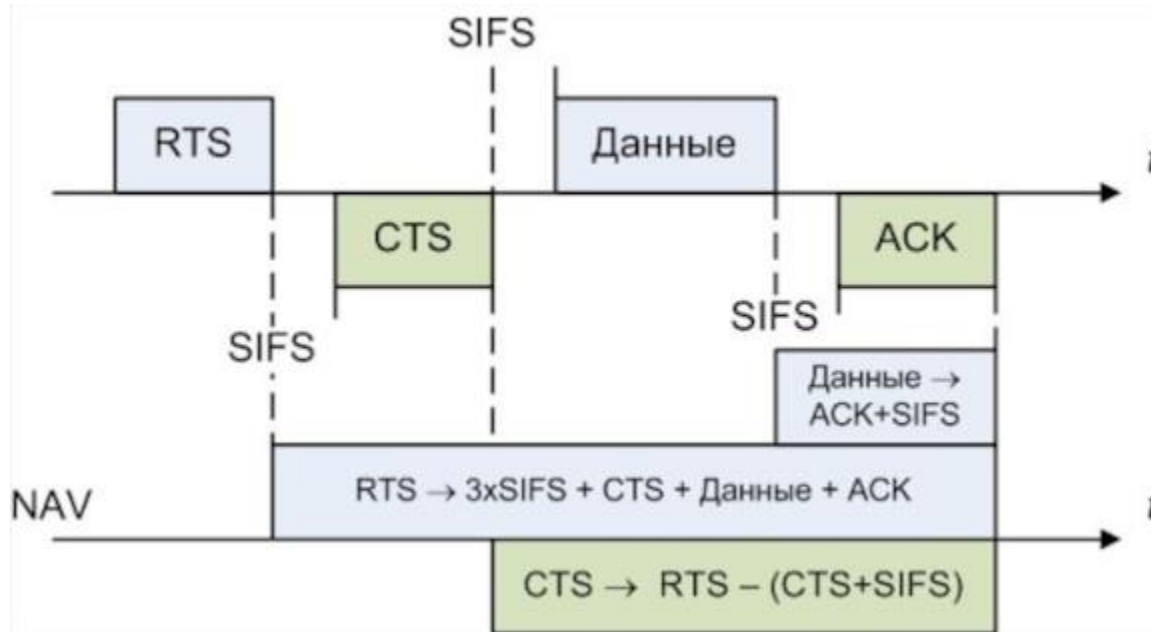 SIFS
RTS
Данные
t
CTS
ACK
SIFS
SIFS
Данные →
ACK+SIFS
RTS → 3xSIFS + CTS + Данные + ACK
NAV
t
CTS → RTS – (CTS+SIFS)